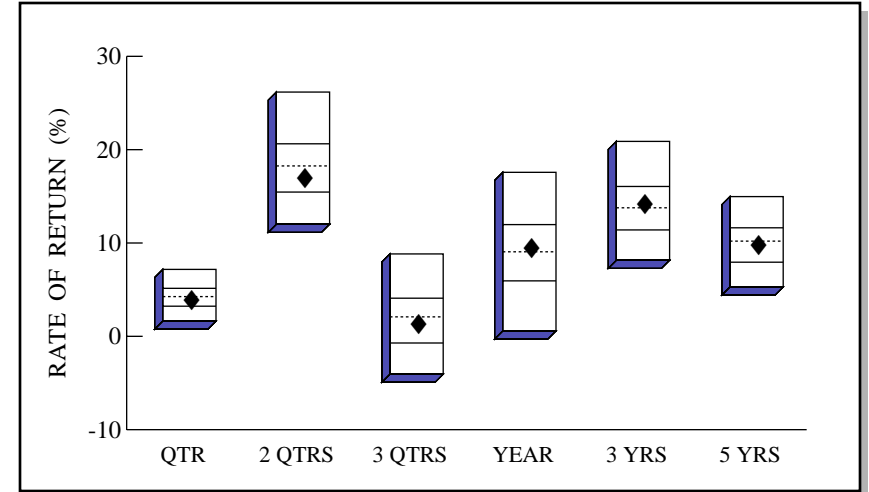 30
20
10
0
-10
RATE OF RETURN (%)
QTR 2 QTRS 3 QTRS YEAR 3 YRS 5 YRS